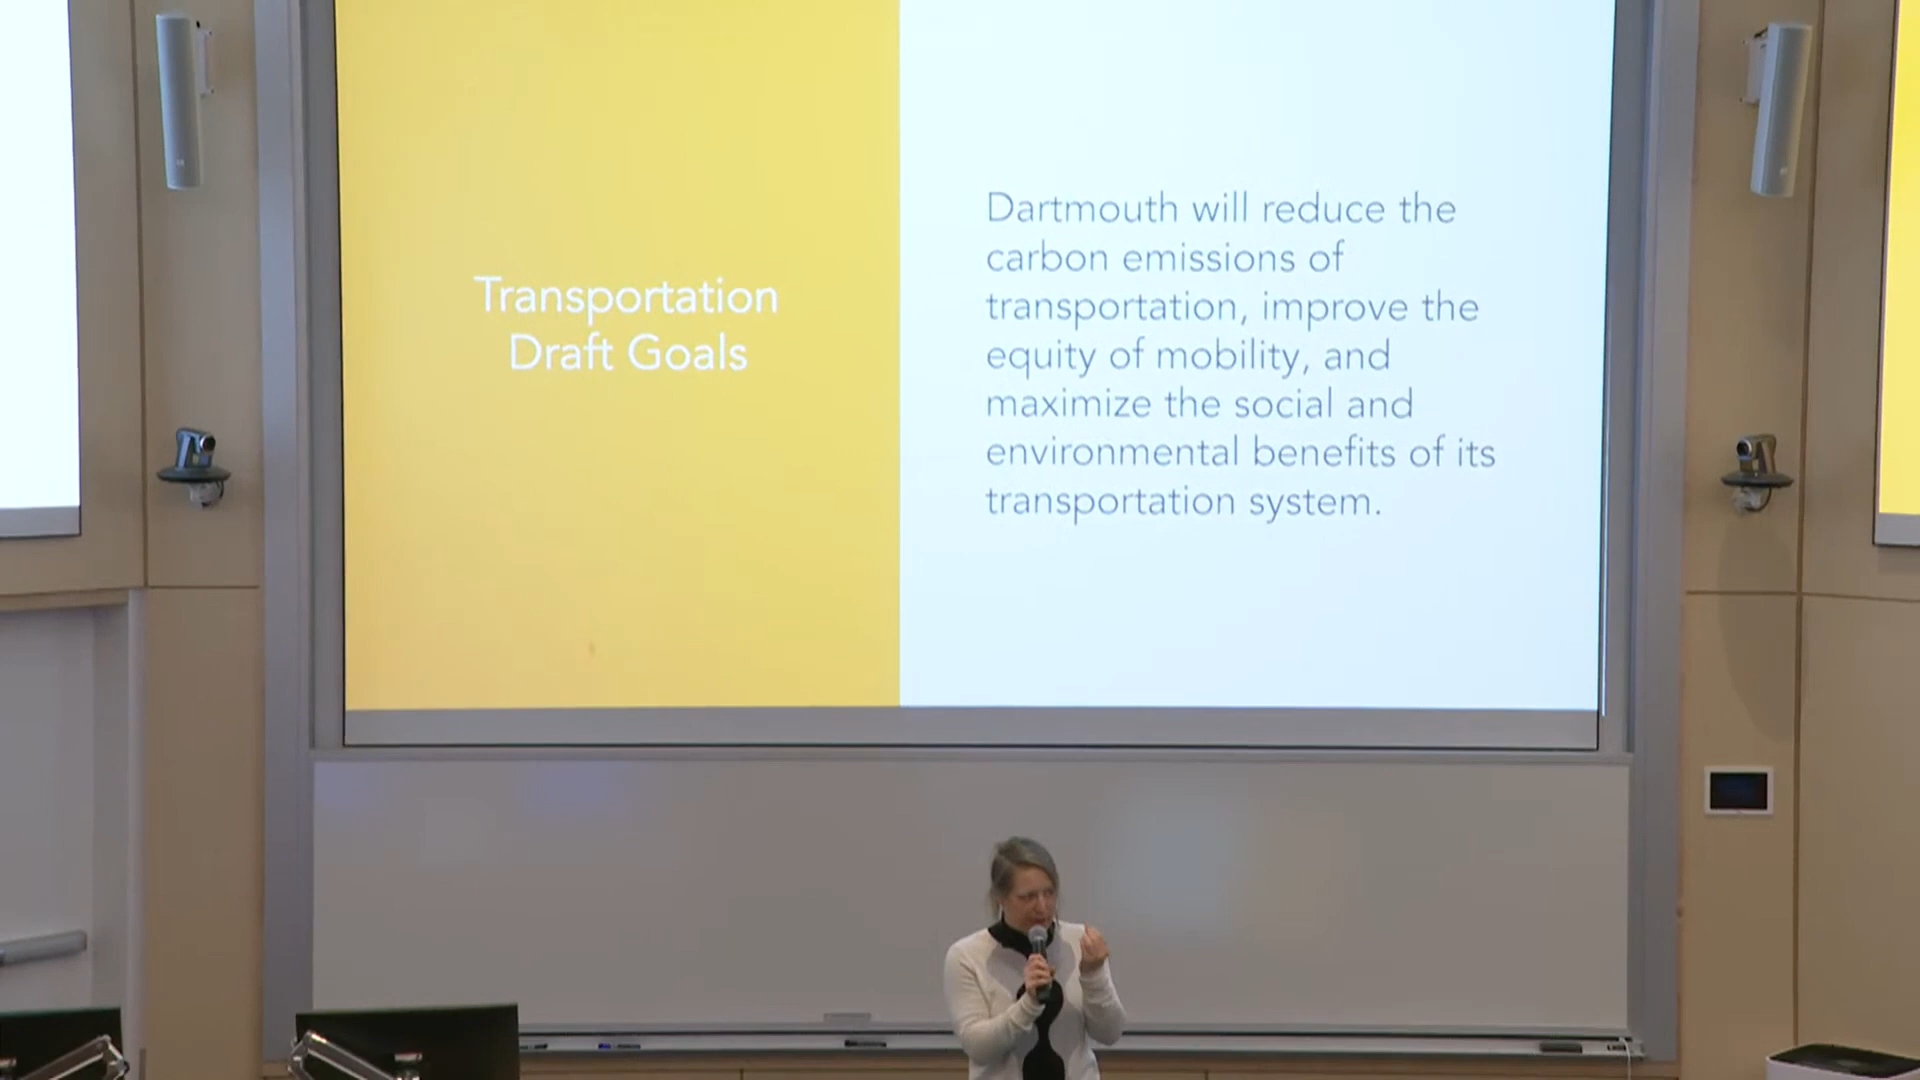 Transportation
Draft Goals
Dartmouth will reduce the
carbon emissions of
transportation, improve the
equity of mobility, and
maximize the social and
environmental benefits of its
transportation system.